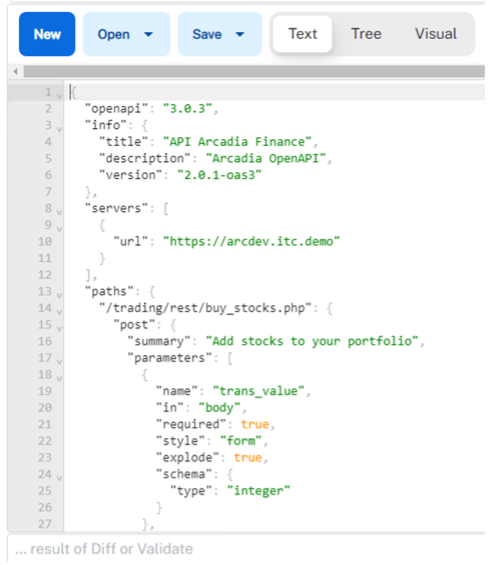 New Open Save Text Tree Visual
1 {
2 "openapi": "3.0.3",
3 "info": {
4 "title": "API Arcadia Finance",
5 "description": "Arcadia OpenAPI",
6 "version": "2.0.1-oas3"
7 },
8 "servers": [
9 {
10 "url": "https://arcdev.itc.demo"
11 }
12 ],
13 "paths": {
14 "/trading/rest/buy_stocks.php": {
15 "post": {
16 "summary": "Add stocks to your portfolio",
17 "parameters": [
18 {
19 "name": "trans_value",
20 "in": "body",
21 "required": true,
22 "style": "form",
23 "explode": true,
24 "schema": {
25 "type": "integer"
26 }
27 },
... result of Diff or Validate